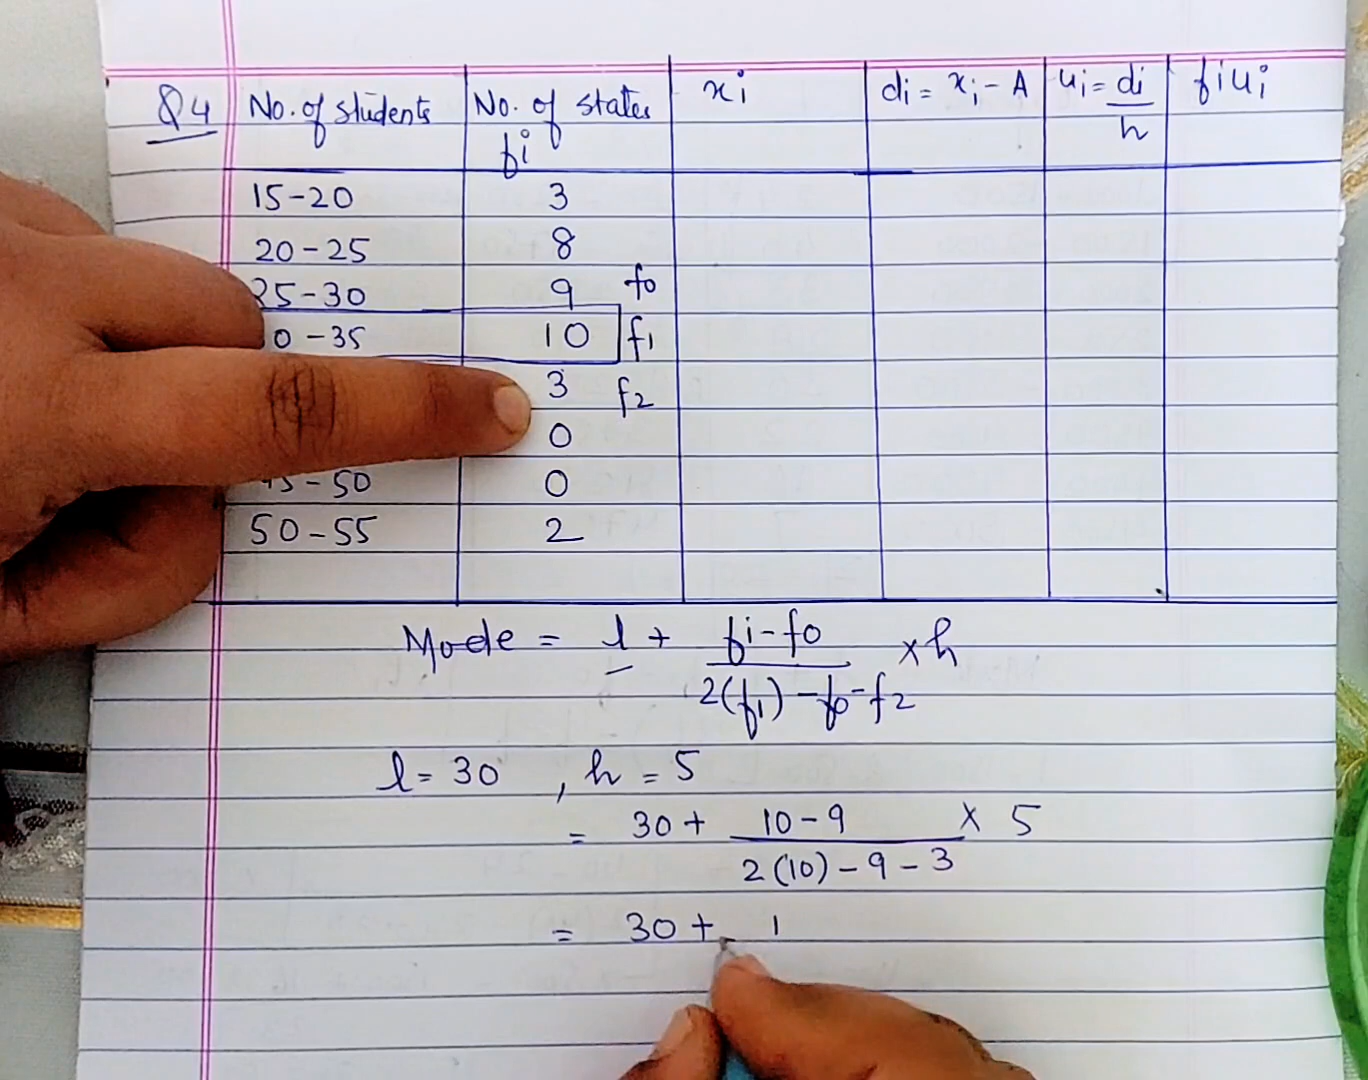 Q4 No. of students No. of states fi xi di = xi - A ui = di/h fiui
15-20 3
20-25 8
25-30 9 f0
0-35 10 f1
3 f2
0
-50 0
50-55 2
Mode = l + fi-f0 / 2(f1) - f0 - f2 × h
l = 30 , h = 5
= 30 + 10-9 / 2(10) - 9 - 3 × 5
= 30 + 1